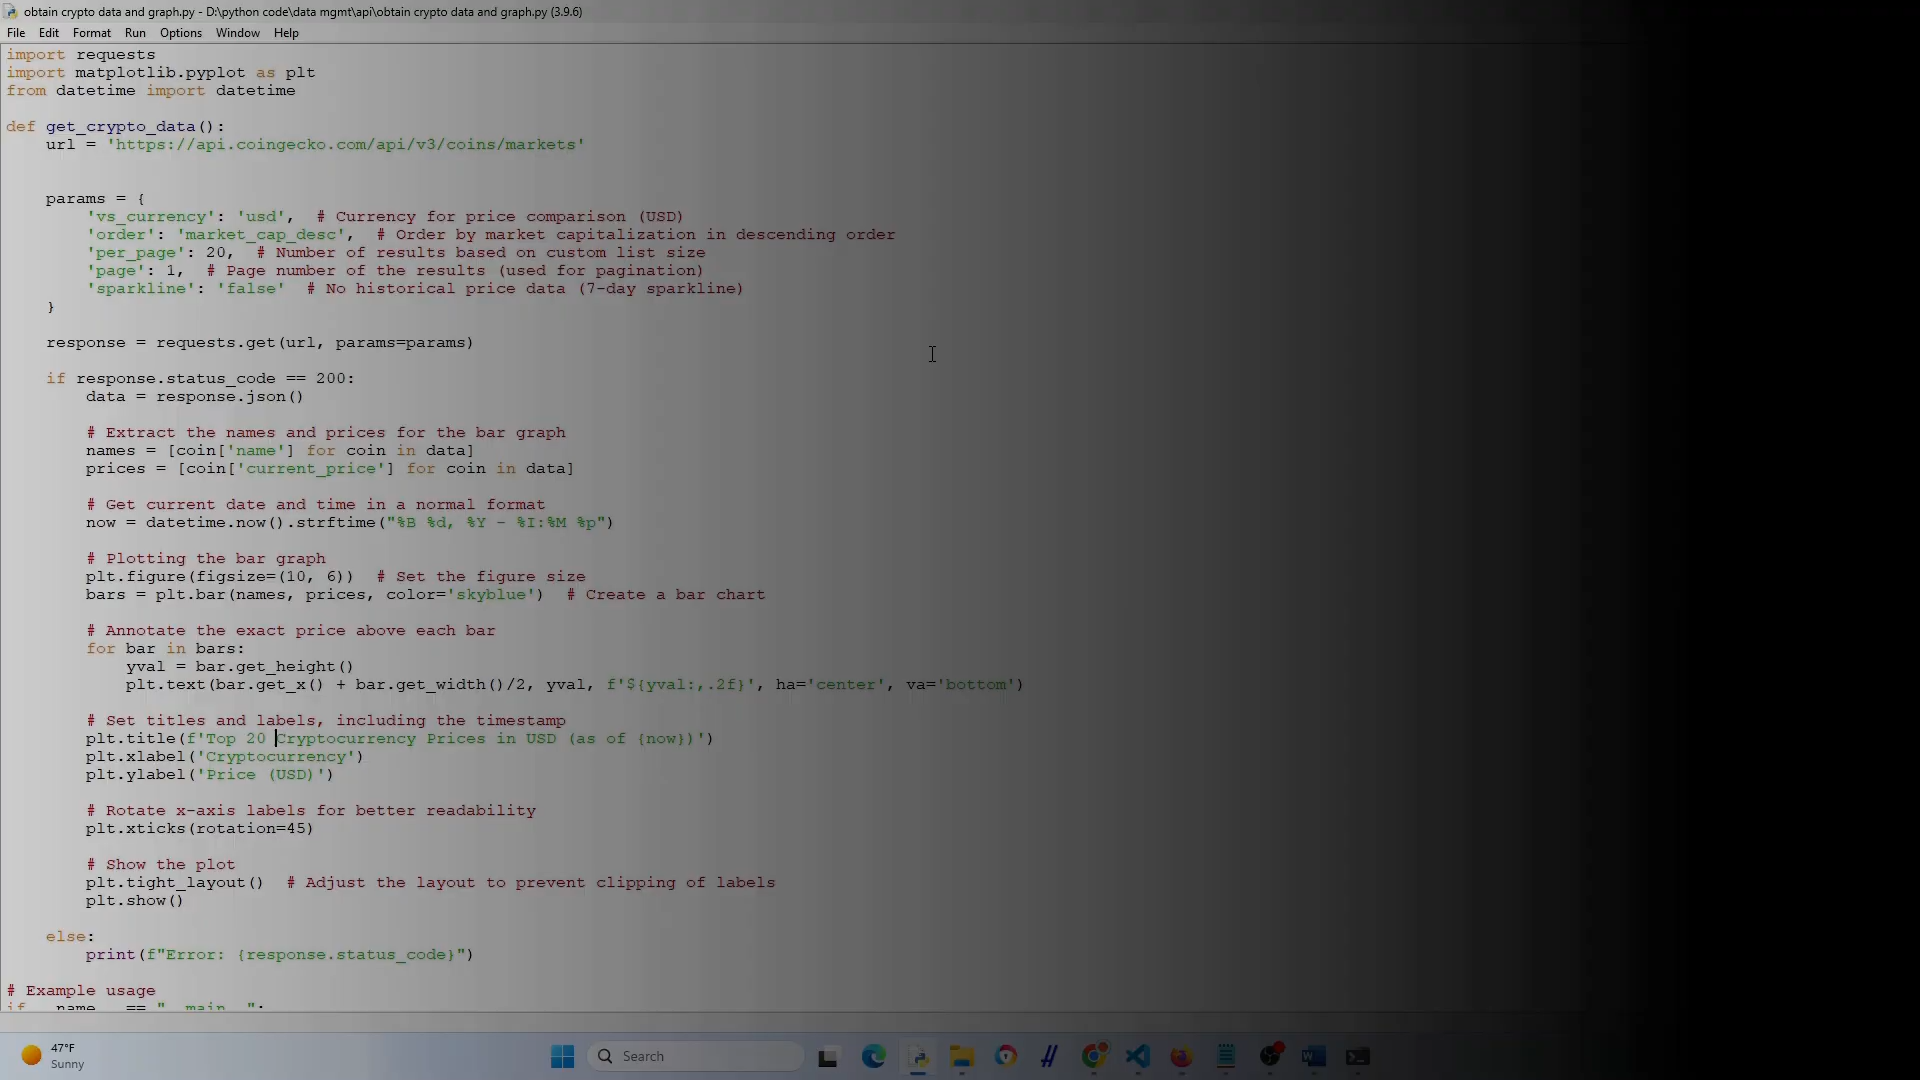 obtain crypto data and graph.py - D:\python code\data mgmt\api\obtain crypto data and graph.py (3.9.6)
File Edit Format Run Options Window Help
import requests
import matplotlib.pyplot as plt
from datetime import datetime
def get_crypto_data():
    url = 'https://api.coingecko.com/api/v3/coins/markets'
    params = {
        'vs_currency': 'usd',  # Currency for price comparison (USD)
        'order': 'market_cap_desc',  # Order by market capitalization in descending order
        'per_page': 20,  # Number of results based on custom list size
        'page': 1,  # Page number of the results (used for pagination)
        'sparkline': 'false'  # No historical price data (7-day sparkline)
    }
    response = requests.get(url, params=params)
    if response.status_code == 200:
        data = response.json()
        # Extract the names and prices for the bar graph
        names = [coin['name'] for coin in data]
        prices = [coin['current_price'] for coin in data]
        # Get current date and time in a normal format
        now = datetime.now().strftime("%B %d, %Y - %I:%M %p")
        # Plotting the bar graph
        plt.figure(figsize=(10, 6))  # Set the figure size
        bars = plt.bar(names, prices, color='skyblue')  # Create a bar chart
        # Annotate the exact price above each bar
        for bar in bars:
            yval = bar.get_height()
            plt.text(bar.get_x() + bar.get_width()/2, yval, f'${yval:,.2f}', ha='center', va='bottom')
        # Set titles and labels, including the timestamp
        plt.title(f'Top 20 Cryptocurrency Prices in USD (as of {now})')
        plt.xlabel('Cryptocurrency')
        plt.ylabel('Price (USD)')
        # Rotate x-axis labels for better readability
        plt.xticks(rotation=45)
        # Show the plot
        plt.tight_layout()  # Adjust the layout to prevent clipping of labels
        plt.show()
    else:
        print(f"Error: {response.status_code}")
# Example usage
if __name__ == "__main__":
47°F
Sunny
Search